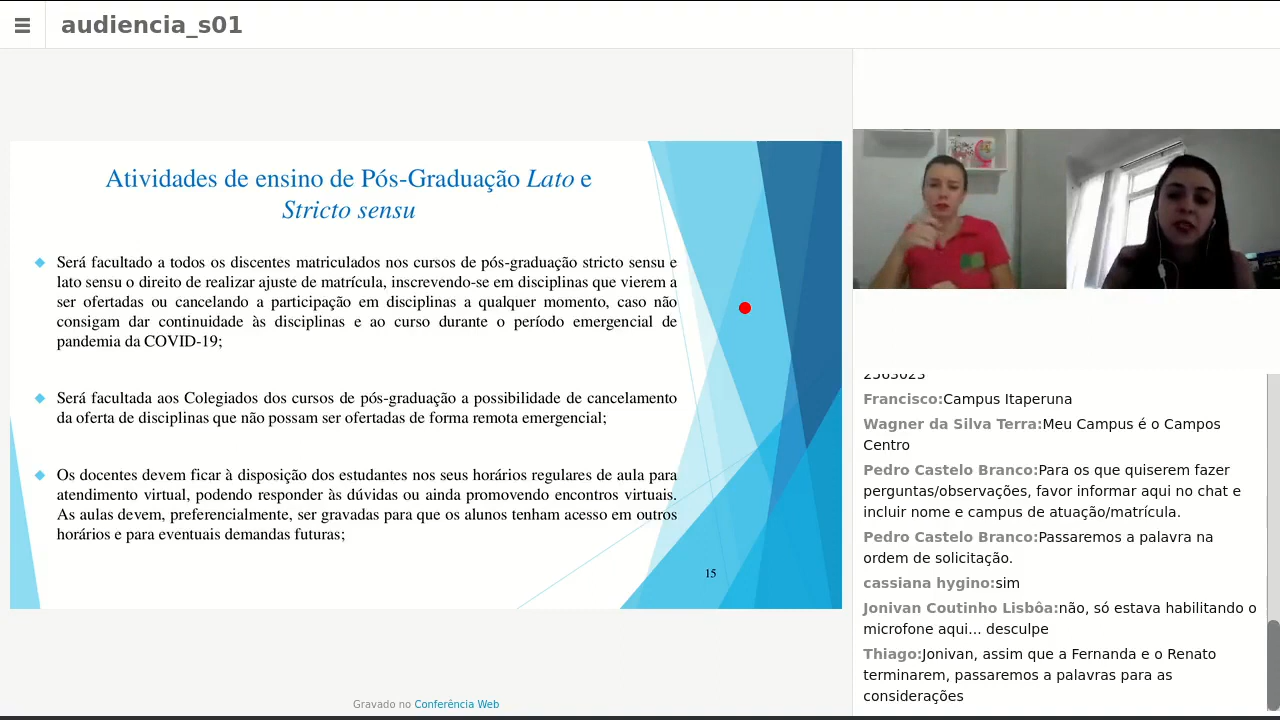 audiencia_s01
Atividades de ensino de Pós-Graduação Lato e
Stricto sensu
Será facultado a todos os discentes matriculados nos cursos de pós-graduação stricto sensu e
lato sensu o direito de realizar ajuste de matrícula, inscrevendo-se em disciplinas que vierem a
ser ofertadas ou cancelando a participação em disciplinas a qualquer momento, caso não
consigam dar continuidade às disciplinas e ao curso durante o período emergencial de
pandemia da COVID-19;
Será facultada aos Colegiados dos cursos de pós-graduação a possibilidade de cancelamento
da oferta de disciplinas que não possam ser ofertadas de forma remota emergencial;
Os docentes devem ficar à disposição dos estudantes nos seus horários regulares de aula para
atendimento virtual, podendo responder às dúvidas ou ainda promovendo encontros virtuais.
As aulas devem, preferencialmente, ser gravadas para que os alunos tenham acesso em outros
horários e para eventuais demandas futuras;
15
Gravado no Conferência Web
2563023
Francisco:Campus Itaperuna
Wagner da Silva Terra:Meu Campus é o Campos
Centro
Pedro Castelo Branco:Para os que quiserem fazer
perguntas/observações, favor informar aqui no chat e
incluir nome e campus de atuação/matrícula.
Pedro Castelo Branco:Passaremos a palavra na
ordem de solicitação.
cassiana hygino:sim
Jonivan Coutinho Lisbôa:não, só estava habilitando o
microfone aqui... desculpe
Thiago:Jonivan, assim que a Fernanda e o Renato
terminarem, passaremos a palavras para as
considerações